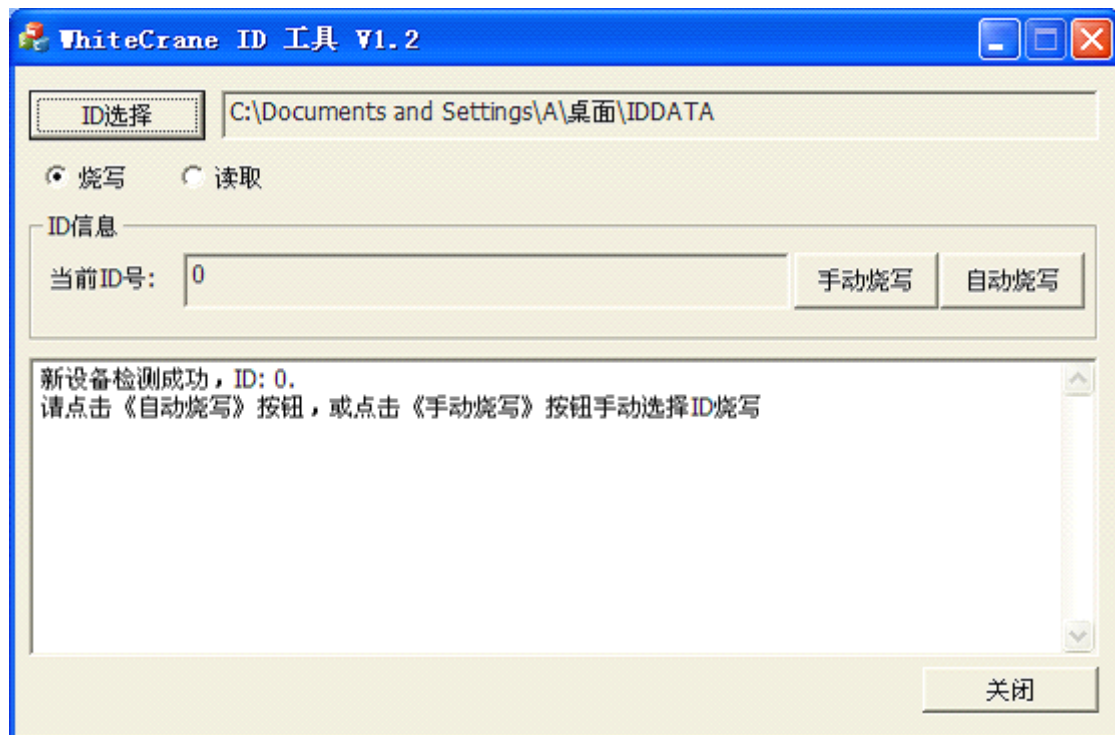 WhiteCrane ID 工具 V1.2
ID选择
C:\Documents and Settings\A\桌面\IDDATA
烧写
读取
ID信息
当前ID号:
0
手动烧写
自动烧写
新设备检测成功，ID: 0.
请点击《自动烧写》按钮，或点击《手动烧写》按钮手动选择ID烧写
关闭